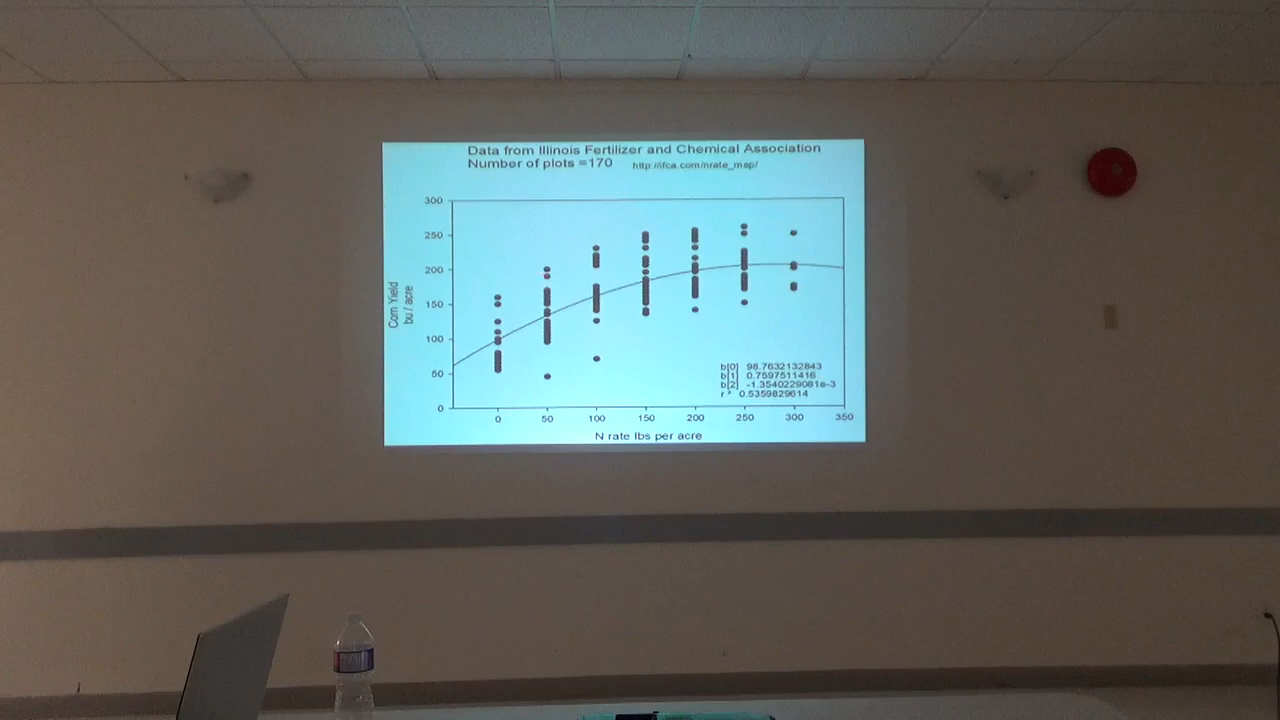 Data from Illinois Fertilizer and Chemical Association
Number of plots =170 http://ifca.com/nrate_map/
300
250
200
150
100
50
0
Corn Yield
bu / acre
b[0] 98.7632132843
b[1] 0.7597511416
b[2] -1.3540229081e-3
r ² 0.5359829614
0 50 100 150 200 250 300 350
N rate lbs per acre